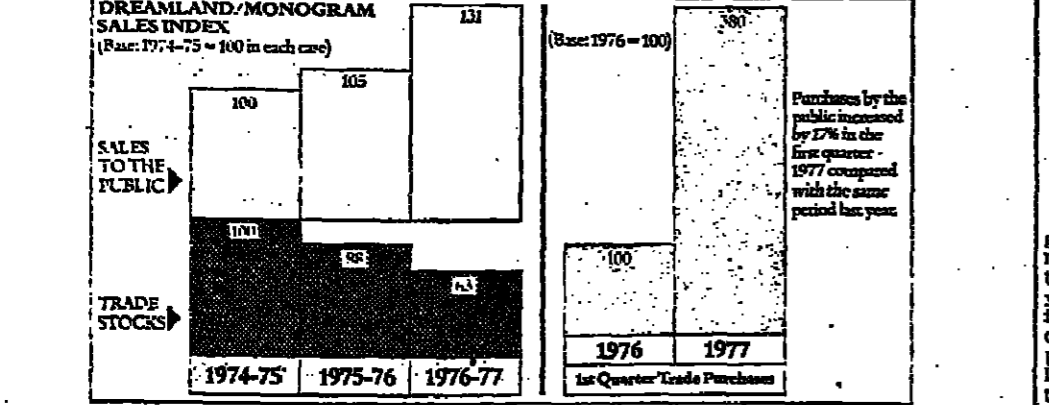 DREAMLAND/MONOGRAM
SALES INDEX
(Base: 1974-75 = 100 in each case)
131
105
100
SALES
TO THE
PUBLIC
100
63
TRADE
STOCKS
1974-75 1975-76 1976-77
(Base: 1976 = 100)
380
100
1976 1977
1st Quarter Trade Purchases
Purchases by the
public increased
by 17% in the
first quarter -
1977 compared
with the same
period last year.